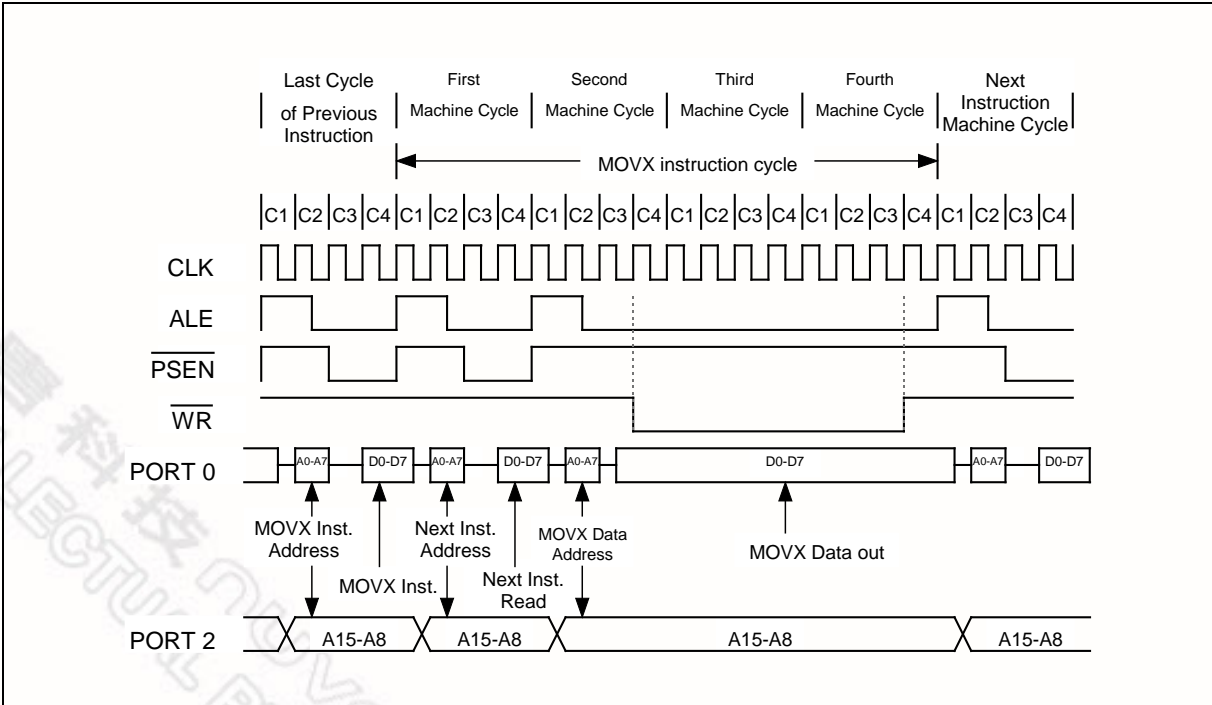 Last Cycle
of Previous
Instruction
First
Machine Cycle
Second
Machine Cycle
Third
Machine Cycle
Fourth
Machine Cycle
Next
Instruction
Machine Cycle
MOVX instruction cycle
C1 C2 C3 C4 C1 C2 C3 C4 C1 C2 C3 C4 C1 C2 C3 C4 C1 C2 C3 C4 C1 C2 C3 C4
CLK
ALE
PSEN
WR
PORT 0
A0-A7 D0-D7 A0-A7 D0-D7 A0-A7 D0-D7 A0-A7 D0-D7
MOVX Inst.
Address
MOVX Inst.
Next Inst.
Address
Next Inst.
Read
MOVX Data
Address
MOVX Data out
PORT 2
A15-A8 A15-A8 A15-A8 A15-A8
科技